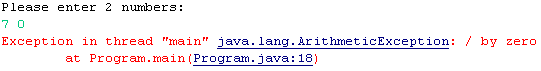 Please enter 2 numbers:
7 0
Exception in thread "main" java.lang.ArithmeticException: / by zero
at Program.main(Program.java:18)